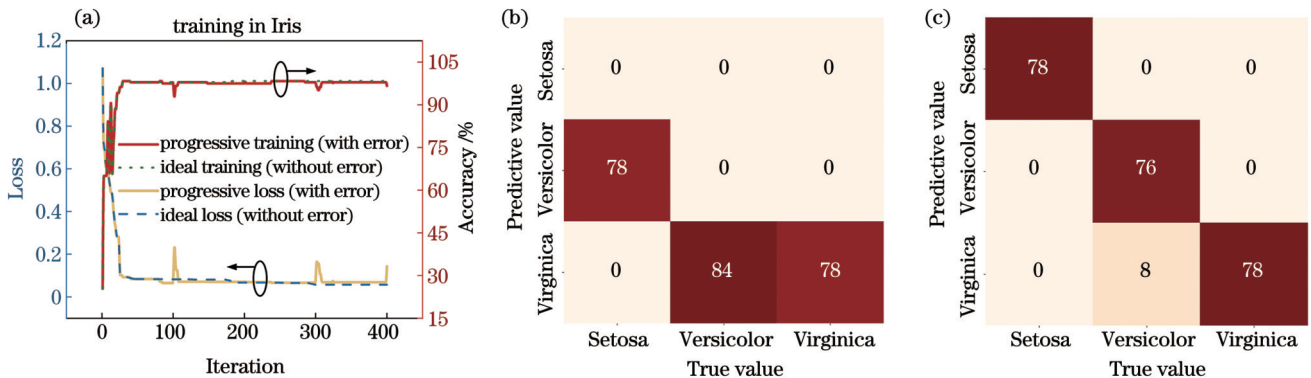 (a)
training in Iris
1.2
1.0
0.8
0.6
0.4
0.2
0
Loss
105
90
75
60
45
30
15
Accuracy /%
progressive training (with error)
ideal training (without error)
progressive loss (with error)
ideal loss (without error)
0 100 200 300 400
Iteration
(b)
Predictive value
Setosa
Versicolor
Virginica
0 0 0
78 0 0
0 84 78
Setosa Versicolor Virginica
True value
(c)
Predictive value
Setosa
Versicolor
Virginica
78 0 0
0 76 0
0 8 78
Setosa Versicolor Virginica
True value